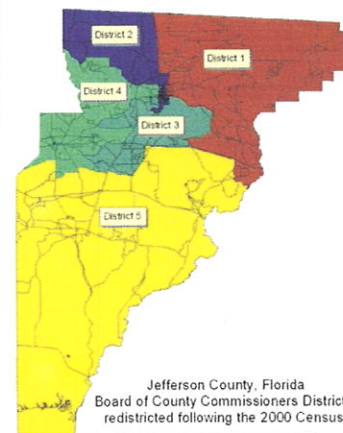 District 2
District 1
District 4
District 3
District 5
Jefferson County, Florida
Board of County Commissioners District
redistricted following the 2000 Census